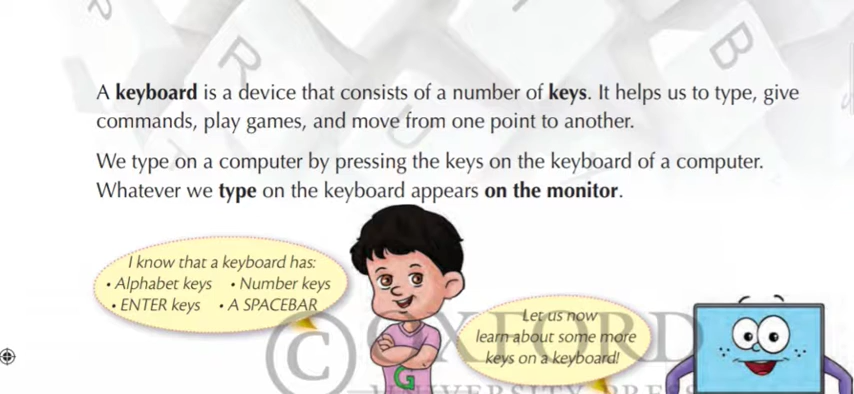 R
B
A keyboard is a device that consists of a number of keys. It helps us to type, give
commands, play games, and move from one point to another.
We type on a computer by pressing the keys on the keyboard of a computer.
Whatever we type on the keyboard appears on the monitor.
I know that a keyboard has:
• Alphabet keys • Number keys
• ENTER keys • A SPACEBAR
Let us now
learn about some more
keys on a keyboard!
G
© OXFORD
UNIVERSITY PRESS